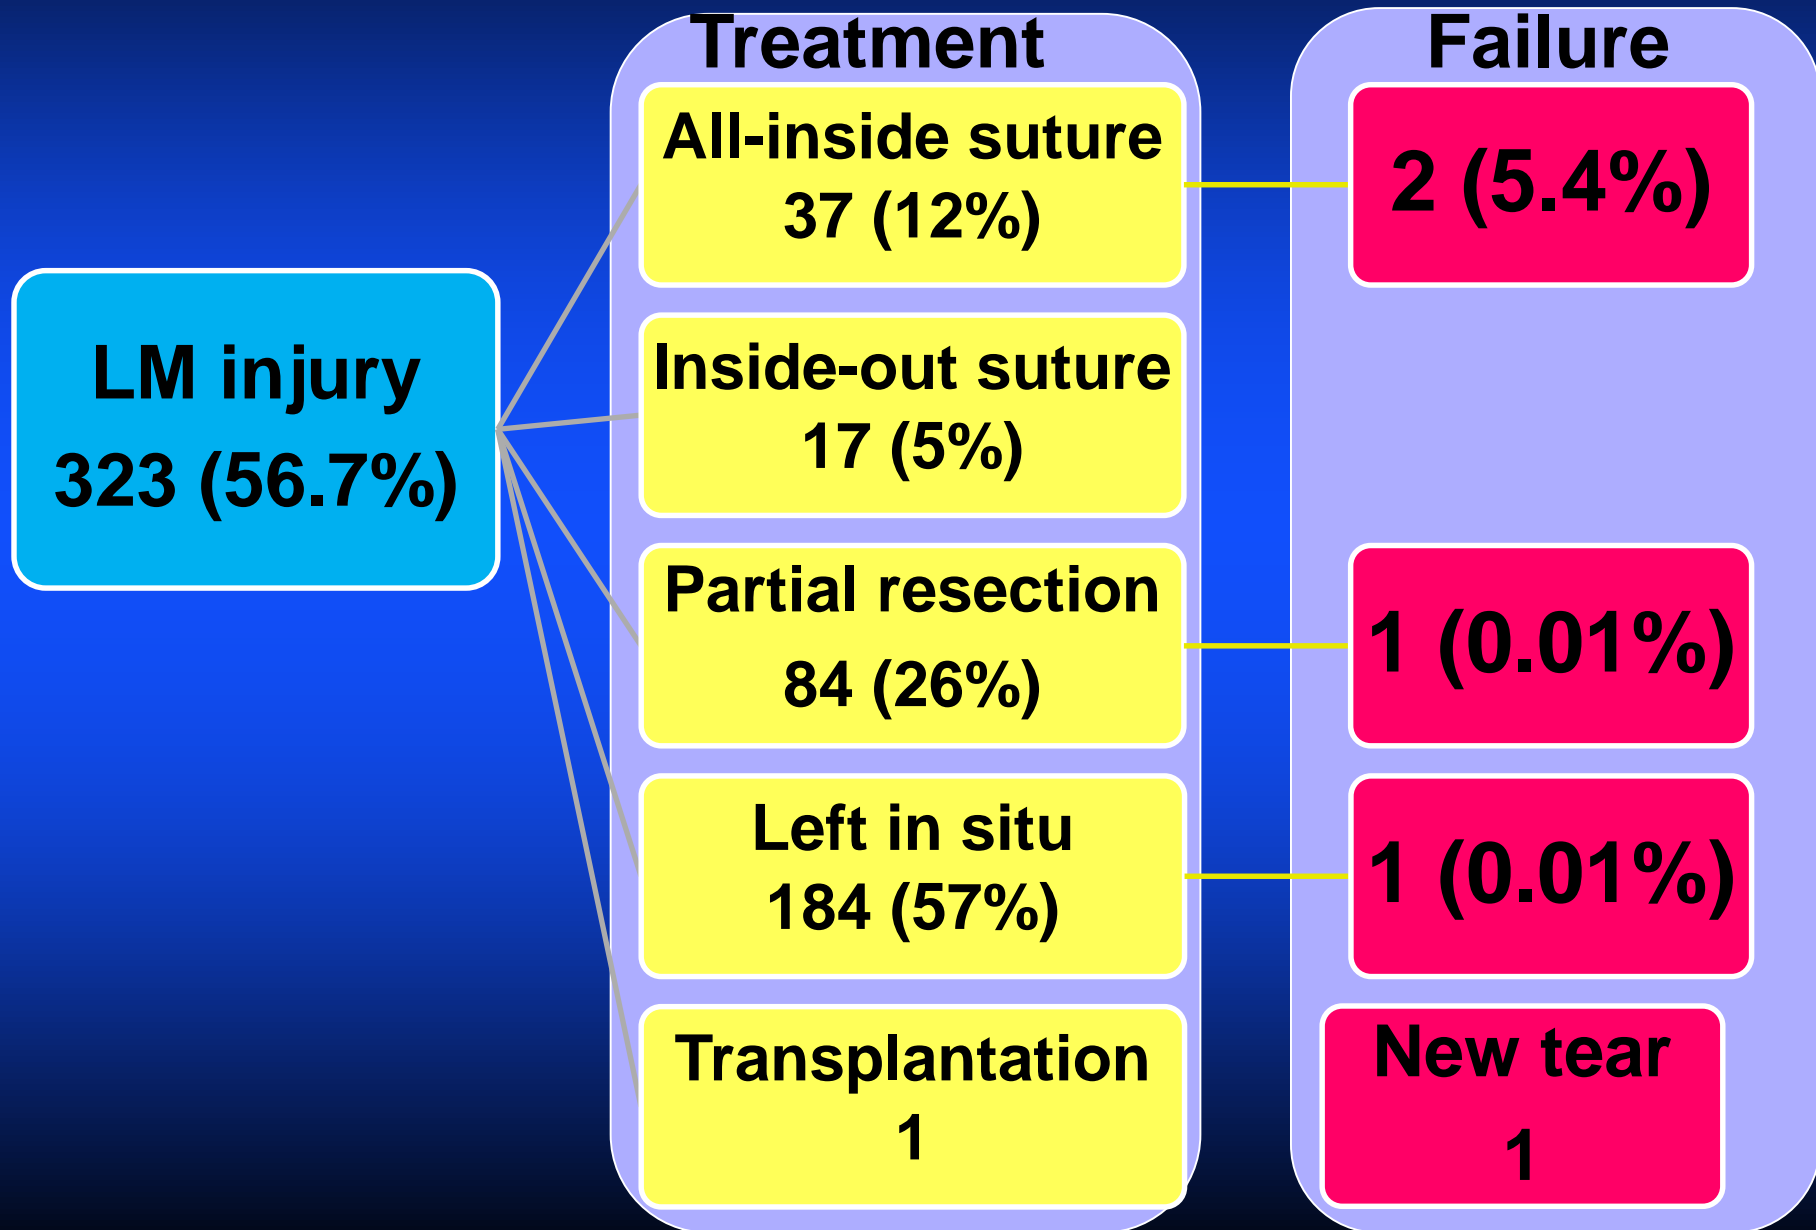 Treatment
Failure
LM injury
323 (56.7%)
All-inside suture
37 (12%)
2 (5.4%)
Inside-out suture
17 (5%)
Partial resection
84 (26%)
1 (0.01%)
Left in situ
184 (57%)
1 (0.01%)
Transplantation
1
New tear
1